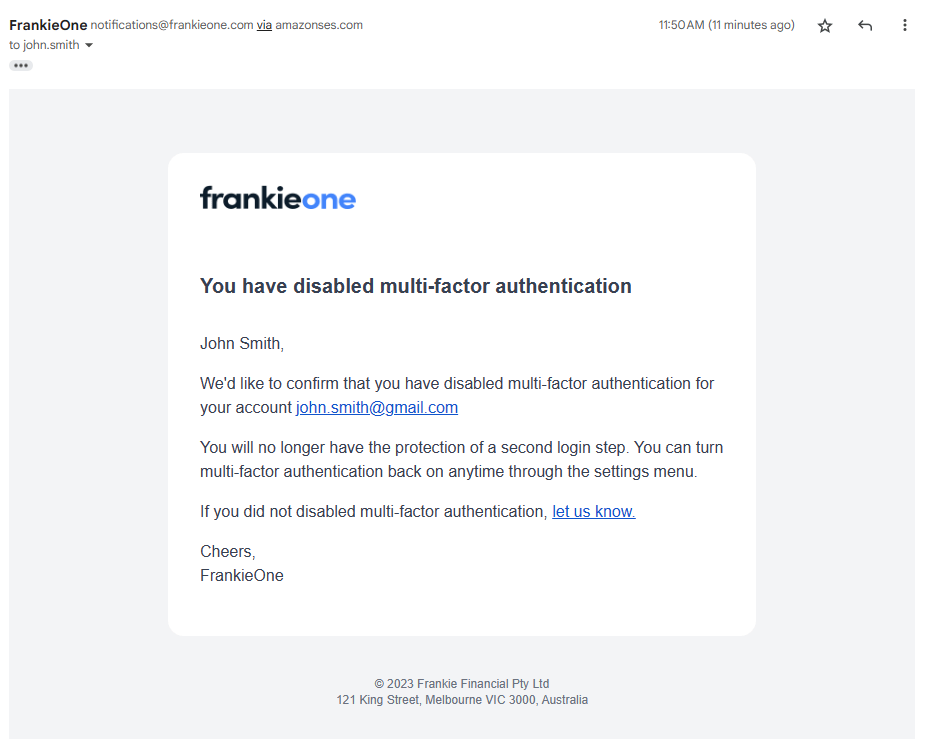 FrankieOne notifications@frankieone.com via amazonses.com
11:50AM (11 minutes ago)
to john.smith
frankieone
You have disabled multi-factor authentication
John Smith,
We'd like to confirm that you have disabled multi-factor authentication for
your account john.smith@gmail.com
You will no longer have the protection of a second login step. You can turn
multi-factor authentication back on anytime through the settings menu.
If you did not disabled multi-factor authentication, let us know.
Cheers,
FrankieOne
© 2023 Frankie Financial Pty Ltd
121 King Street, Melbourne VIC 3000, Australia